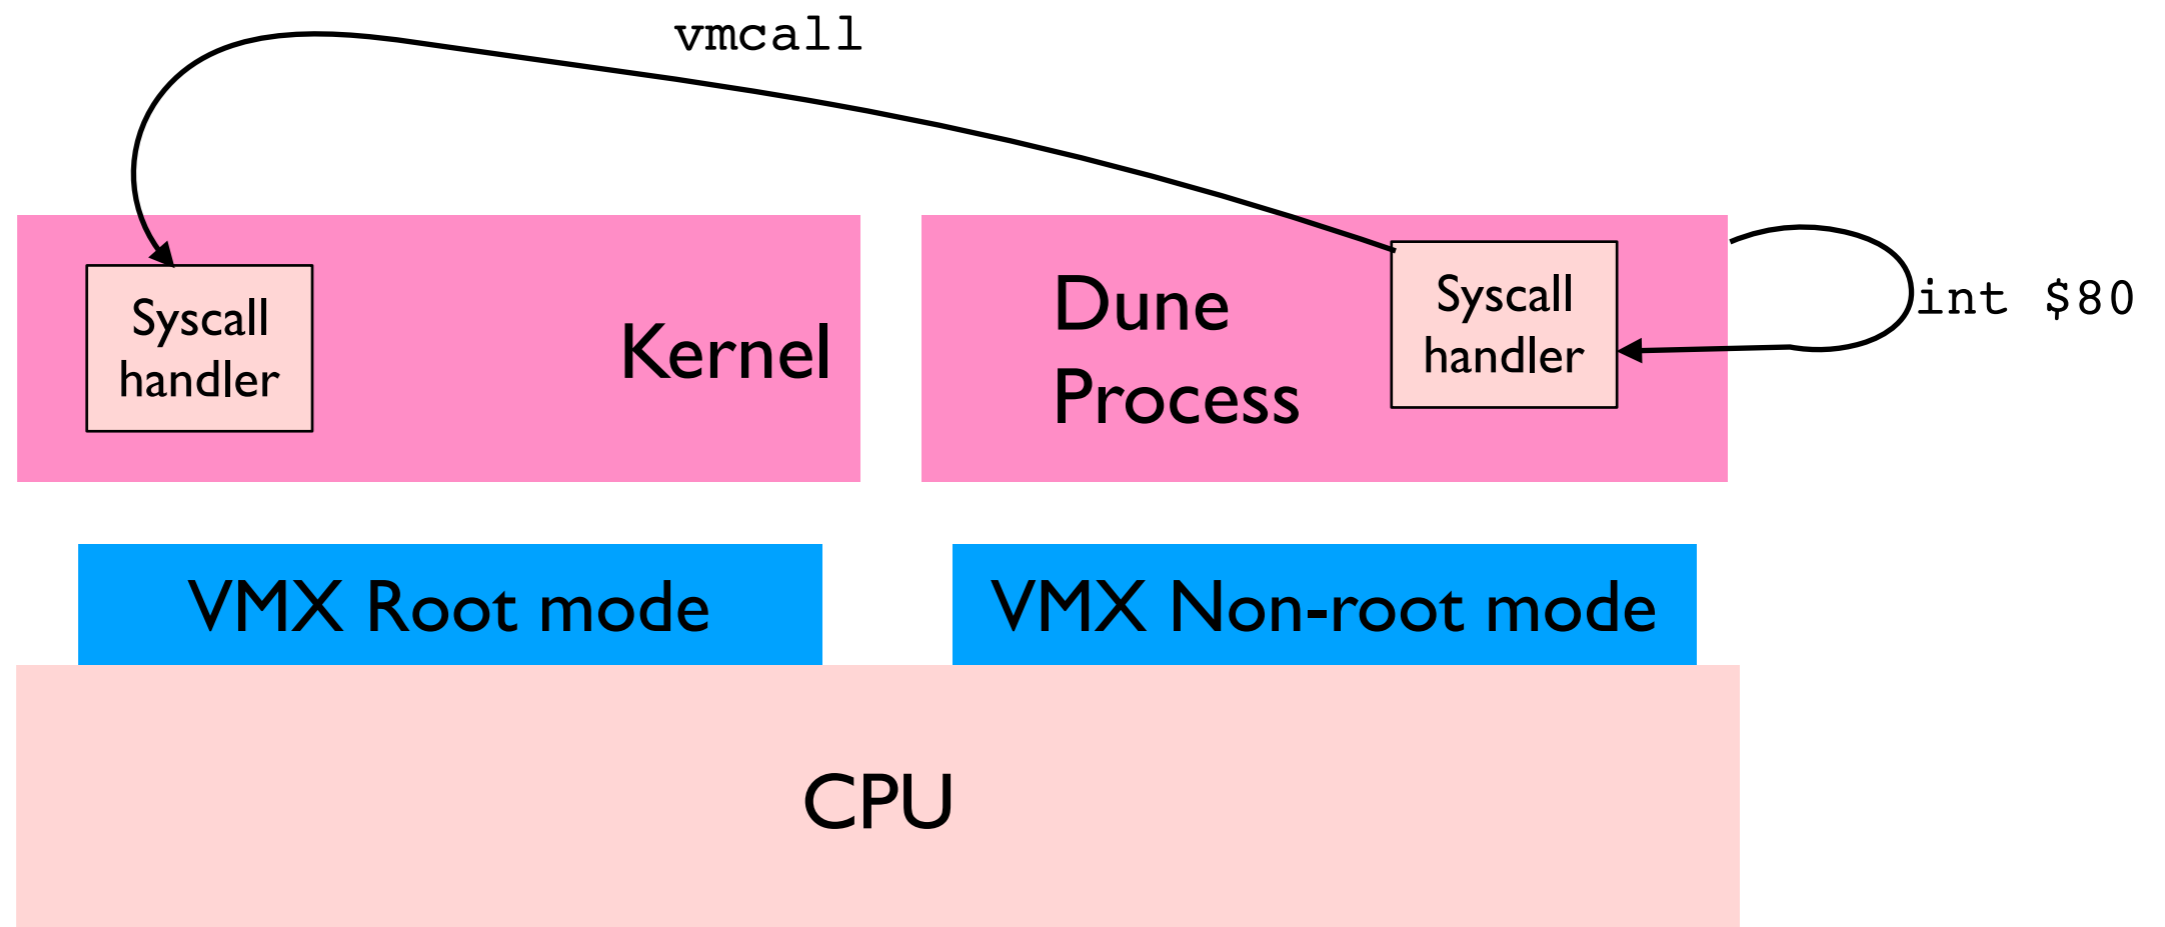 vmcall
Syscall
handler
Kernel
Dune
Process
Syscall
handler
int $80
VMX Root mode
VMX Non-root mode
CPU